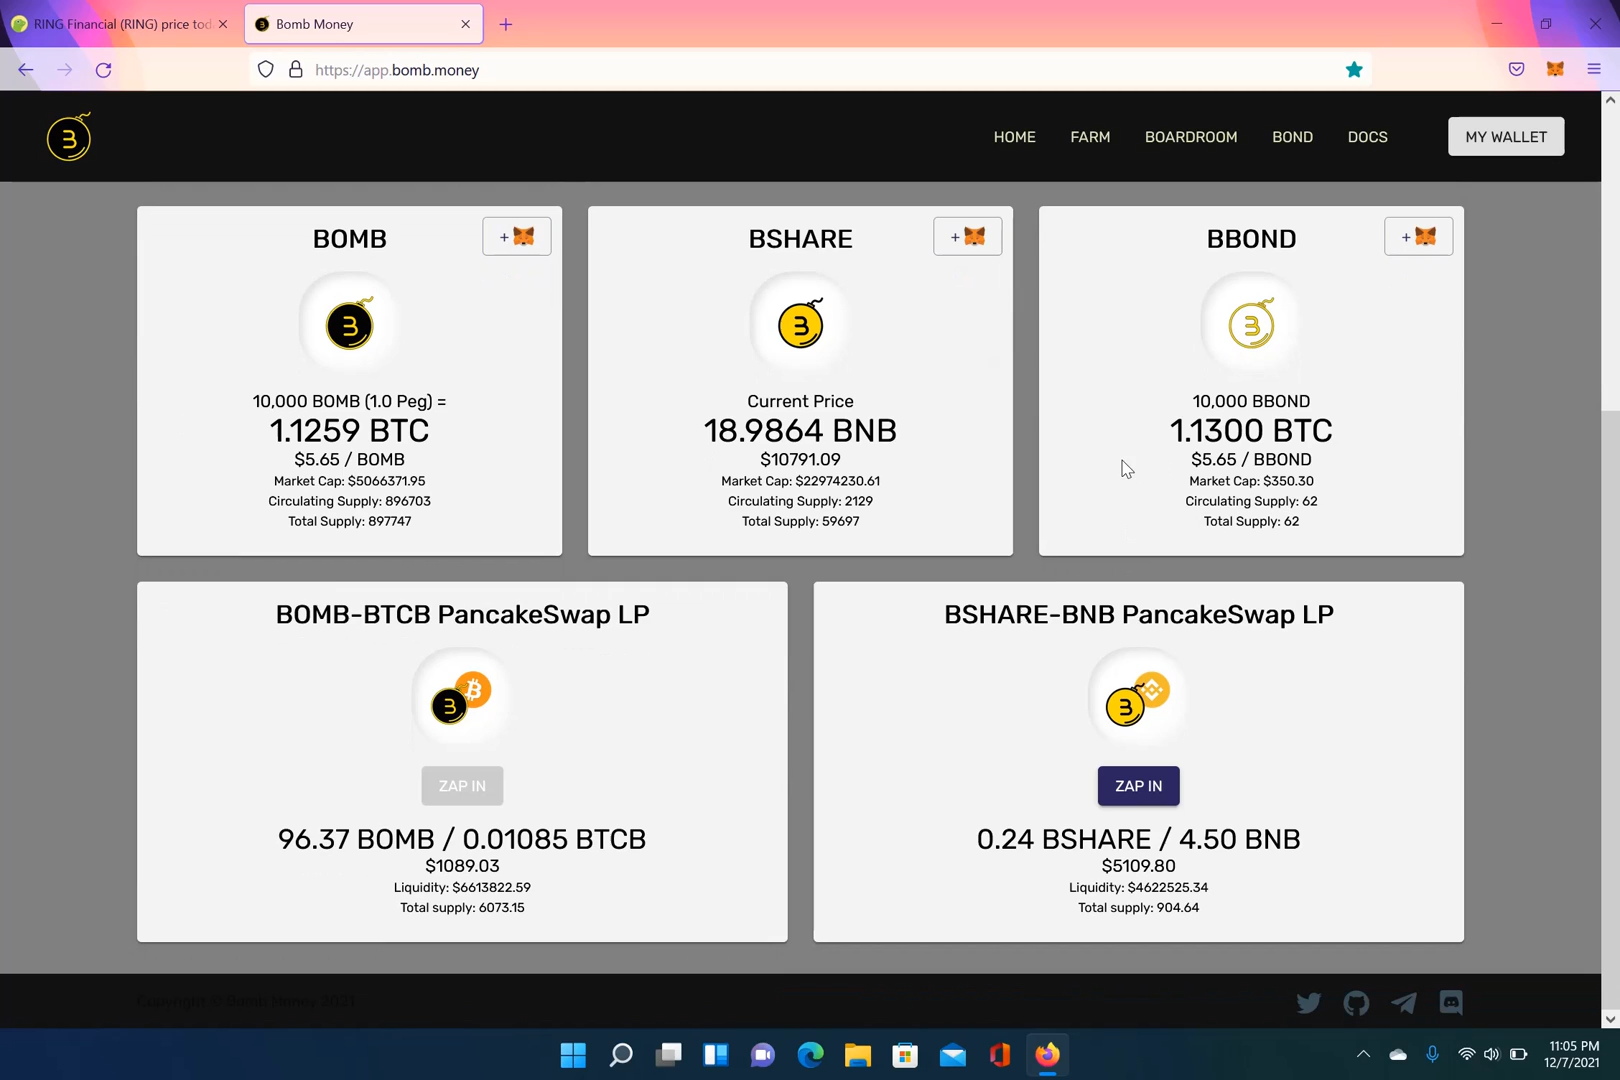 RING Financial (RING) price tod
Bomb Money
https://app.bomb.money
HOME FARM BOARDROOM BOND DOCS MY WALLET
BOMB
+
BSHARE
+
BBOND
+
10,000 BOMB (1.0 Peg) =
1.1259 BTC
$5.65 / BOMB
Market Cap: $5066371.95
Circulating Supply: 896703
Total Supply: 897747
Current Price
18.9864 BNB
$10791.09
Market Cap: $22974230.61
Circulating Supply: 2129
Total Supply: 59697
10,000 BBOND
1.1300 BTC
$5.65 / BBOND
Market Cap: $350.30
Circulating Supply: 62
Total Supply: 62
BOMB-BTCB PancakeSwap LP
ZAP IN
96.37 BOMB / 0.01085 BTCB
$1089.03
Liquidity: $6613822.59
Total supply: 6073.15
BSHARE-BNB PancakeSwap LP
ZAP IN
0.24 BSHARE / 4.50 BNB
$5109.80
Liquidity: $4622525.34
Total supply: 904.64
Copyright © Bomb Money 2021
11:05 PM
12/7/2021